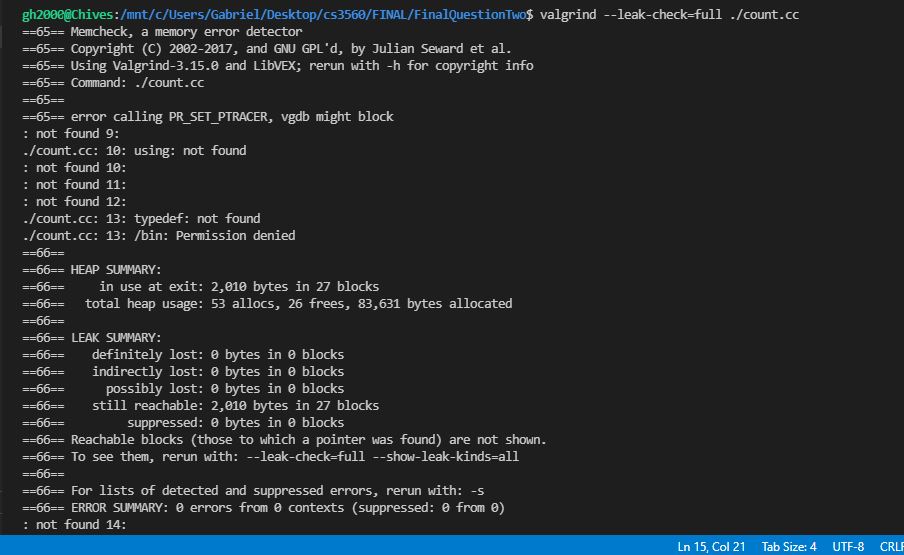 gh2000@Chives:/mnt/c/Users/Gabriel/Desktop/cs3560/FINAL/FinalQuestionTwo$ valgrind --leak-check=full ./count.cc
==65== Memcheck, a memory error detector
==65== Copyright (C) 2002-2017, and GNU GPL'd, by Julian Seward et al.
==65== Using Valgrind-3.15.0 and LibVEX; rerun with -h for copyright info
==65== Command: ./count.cc
==65==
==65== error calling PR_SET_PTRACER, vgdb might block
: not found 9:
./count.cc: 10: using: not found
: not found 10:
: not found 11:
: not found 12:
./count.cc: 13: typedef: not found
./count.cc: 13: /bin: Permission denied
==66==
==66== HEAP SUMMARY:
==66==     in use at exit: 2,010 bytes in 27 blocks
==66==   total heap usage: 53 allocs, 26 frees, 83,631 bytes allocated
==66==
==66== LEAK SUMMARY:
==66==    definitely lost: 0 bytes in 0 blocks
==66==    indirectly lost: 0 bytes in 0 blocks
==66==      possibly lost: 0 bytes in 0 blocks
==66==    still reachable: 2,010 bytes in 27 blocks
==66==         suppressed: 0 bytes in 0 blocks
==66== Reachable blocks (those to which a pointer was found) are not shown.
==66== To see them, rerun with: --leak-check=full --show-leak-kinds=all
==66==
==66== For lists of detected and suppressed errors, rerun with: -s
==66== ERROR SUMMARY: 0 errors from 0 contexts (suppressed: 0 from 0)
: not found 14:
Ln 15, Col 21 Tab Size: 4 UTF-8 CRLF